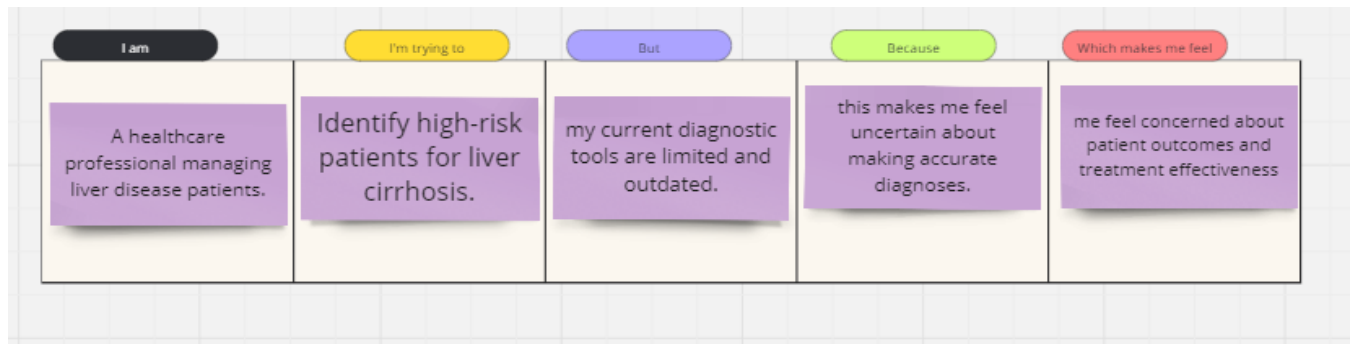 I am
I'm trying to
But
Because
Which makes me feel
A healthcare
professional managing
liver disease patients.
Identify high-risk
patients for liver
cirrhosis.
my current diagnostic
tools are limited and
outdated.
this makes me feel
uncertain about
making accurate
diagnoses.
me feel concerned about
patient outcomes and
treatment effectiveness